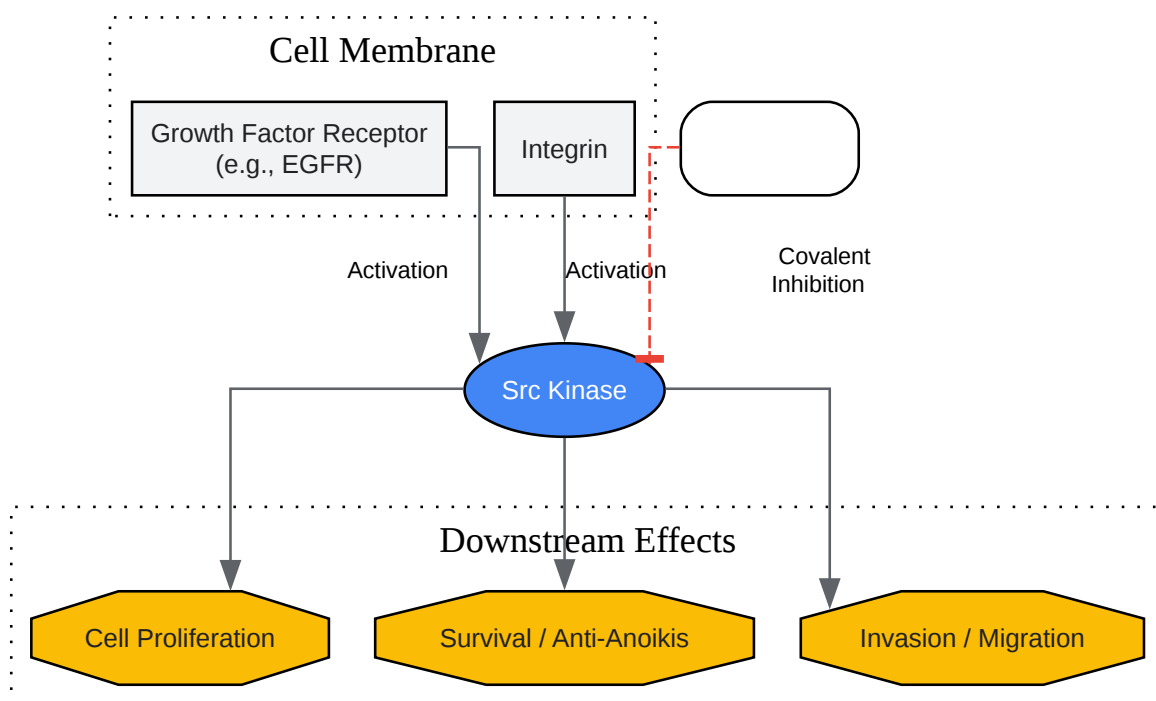 Cell Membrane
Growth Factor Receptor
(e.g., EGFR)
Integrin
Activation
Activation
Covalent
Inhibition
Src Kinase
Downstream Effects
Cell Proliferation
Survival / Anti-Anoikis
Invasion / Migration